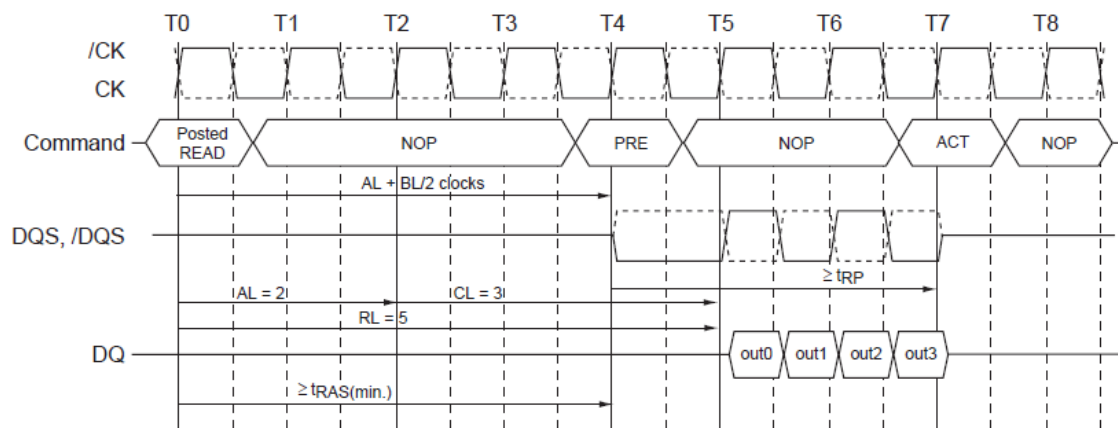 T0 T1 T2 T3 T4 T5 T6 T7 T8
/CK
CK
Command Posted READ NOP PRE NOP ACT NOP
AL + BL/2 clocks
DQS, /DQS
≥ tRP
AL = 2 CL = 3
RL = 5
DQ out0 out1 out2 out3
≥ tRAS(min.)